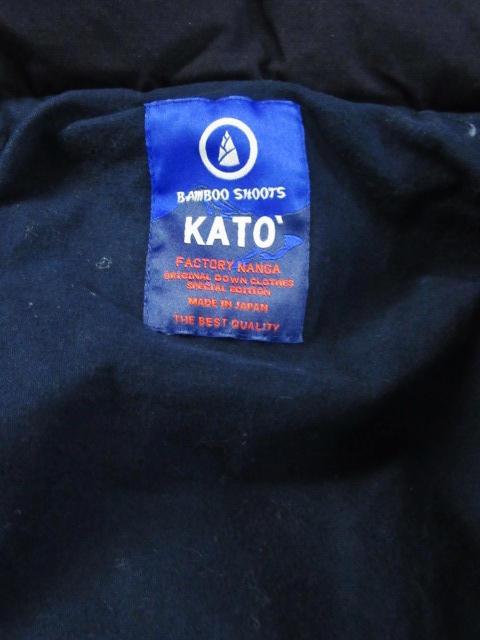 BAMBOO SHOOTS
KATO`
FACTORY NANGA
ORIGINAL DOWN CLOTHES
SPECIAL EDITION
MADE IN JAPAN
THE BEST QUALITY